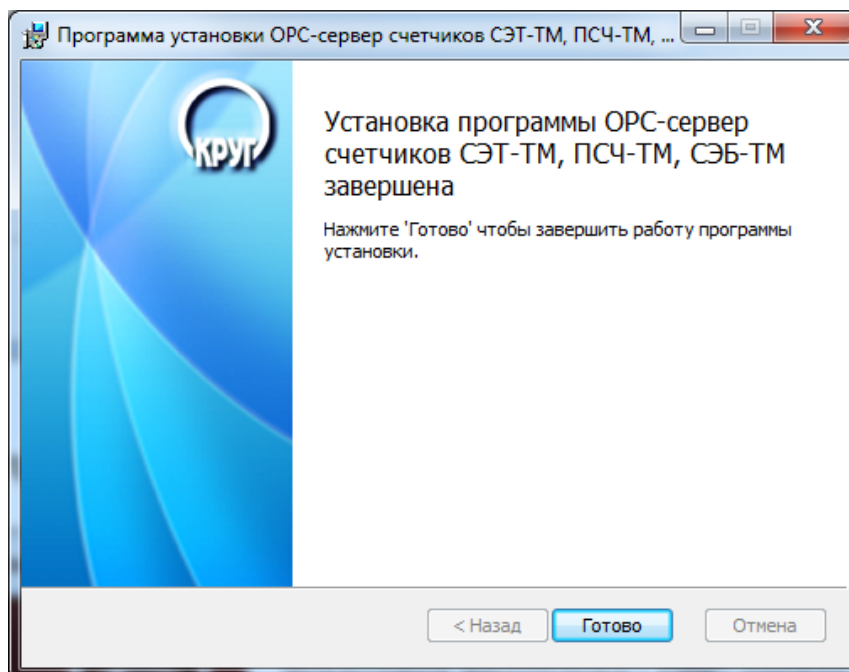 Программа установки OPC-сервер счетчиков СЭТ-ТМ, ПСЧ-ТМ, ...
КРУГ
Установка программы OPC-сервер
счетчиков СЭТ-ТМ, ПСЧ-ТМ, СЭБ-ТМ
завершена
Нажмите 'Готово' чтобы завершить работу программы
установки.
< Назад
Готово
Отмена